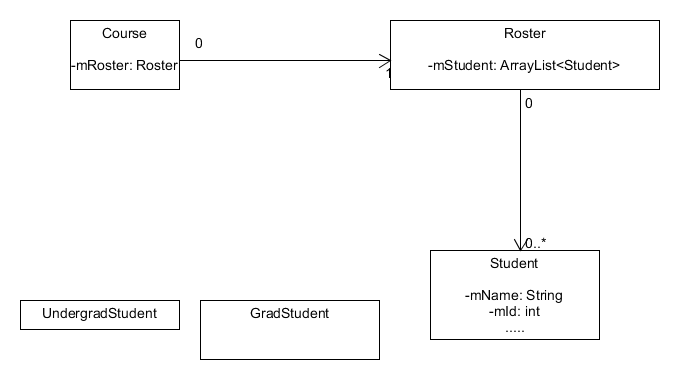 Course
-mRoster: Roster
0
1
Roster
-mStudent: ArrayList<Student>
0
0..*
Student
-mName: String
-mId: int
.....
UndergradStudent
GradStudent